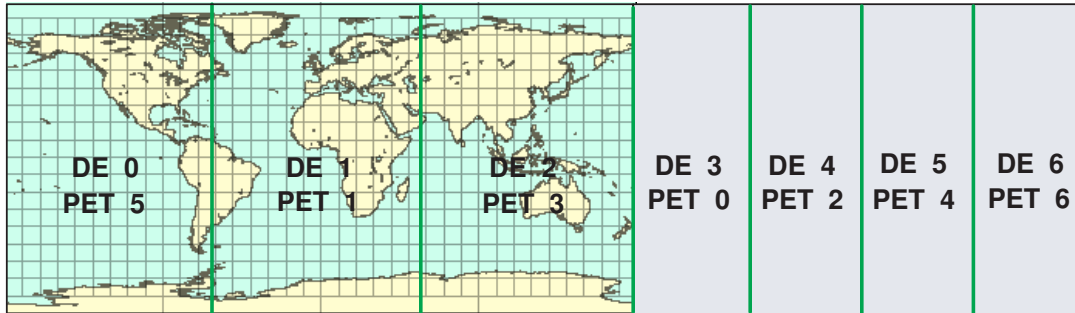 DE 0
PET 5
DE 1
PET 1
DE 2
PET 3
DE 3
PET 0
DE 4
PET 2
DE 5
PET 4
DE 6
PET 6